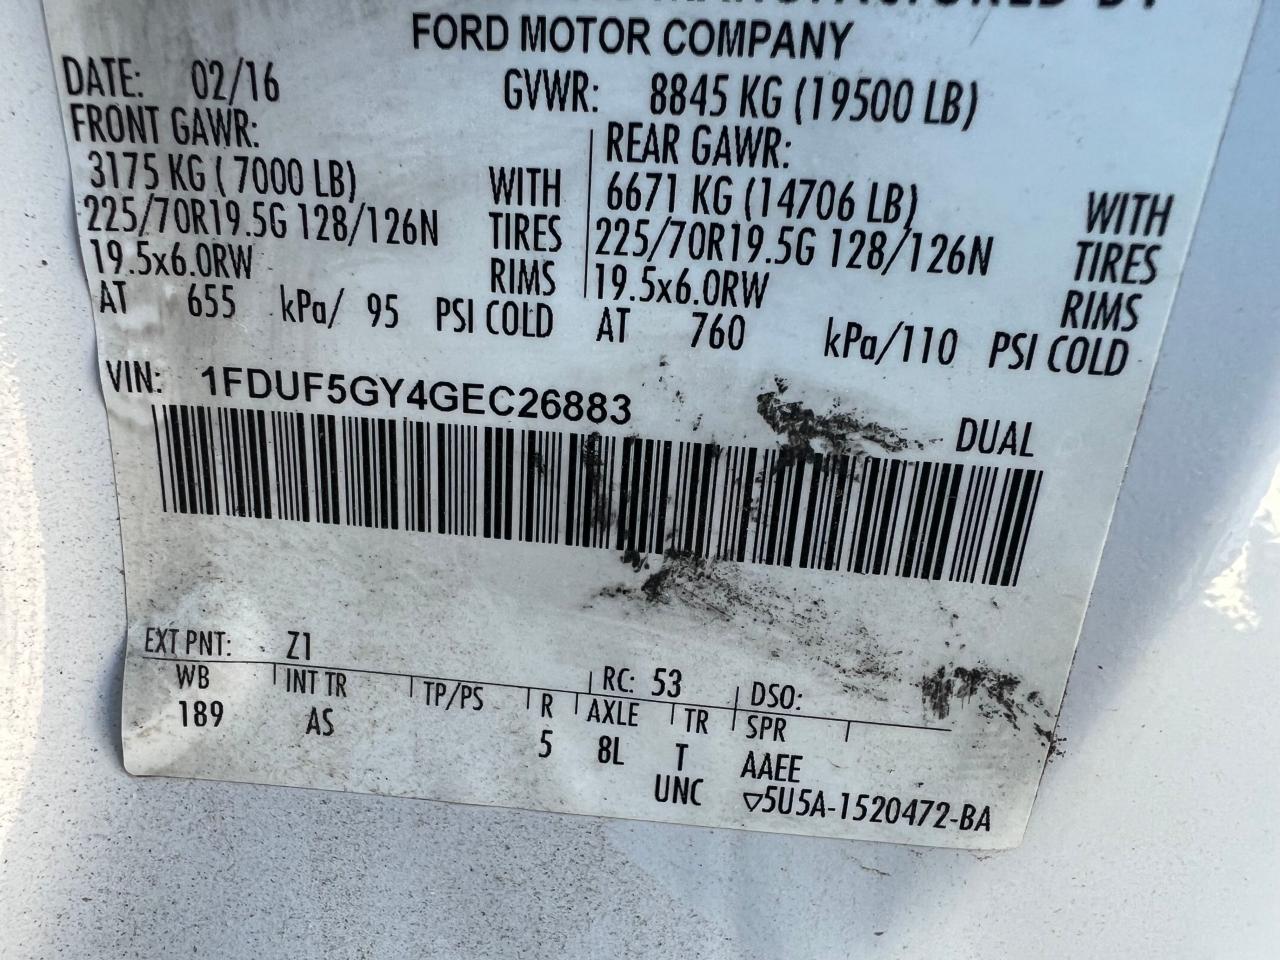 FORD MOTOR COMPANY
DATE: 02/16 GVWR: 8845 KG (19500 LB)
FRONT GAWR: REAR GAWR:
3175 KG (7000 LB) WITH 6671 KG (14706 LB) WITH
225/70R19.5G 128/126N TIRES 225/70R19.5G 128/126N TIRES
19.5x6.0RW RIMS 19.5x6.0RW RIMS
AT 655 kPa/ 95 PSI COLD AT 760 kPa/110 PSI COLD
VIN: 1FDUF5GY4GEC26883
DUAL
EXT PNT: Z1 RC: 53 DSO:
WB INT TR TP/PS R AXLE TR SPR
189 AS 5 8L T AAEE
UNC ▽5U5A-1520472-BA